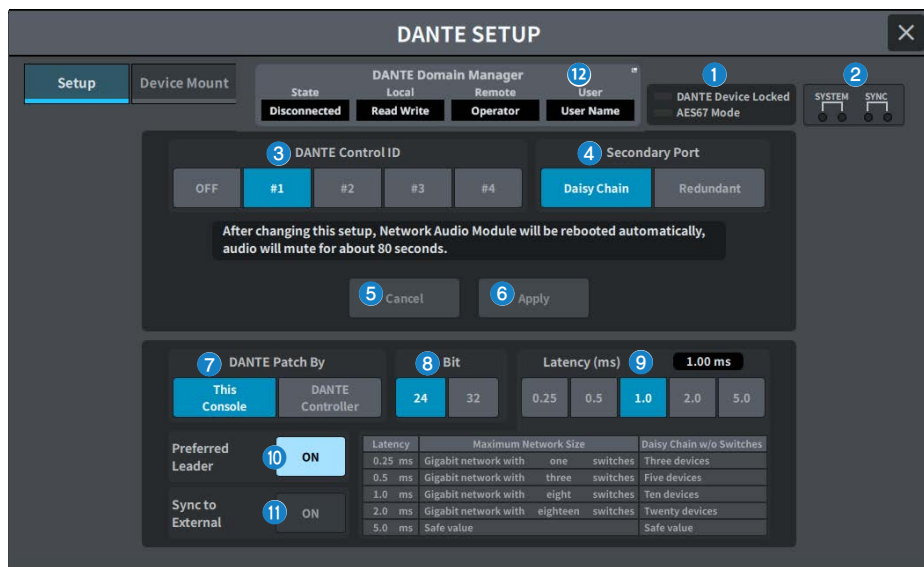 DANTE SETUP
Setup
Device Mount
DANTE Domain Manager
12
State Local Remote User
Disconnected Read Write Operator User Name
1
DANTE Device Locked
AES67 Mode
2
SYSTEM SYNC
3 DANTE Control ID
OFF #1 #2 #3 #4
4 Secondary Port
Daisy Chain Redundant
After changing this setup, Network Audio Module will be rebooted automatically,
audio will mute for about 80 seconds.
5 Cancel
6 Apply
7 DANTE Patch By
This
Console
DANTE
Controller
8 Bit
24 32
Latency (ms) 9 1.00 ms
0.25 0.5 1.0 2.0 5.0
Preferred
Leader
10 ON
Sync to
External
11 ON
Latency Maximum Network Size Daisy Chain w/o Switches
0.25 ms Gigabit network with one switches Three devices
0.5 ms Gigabit network with three switches Five devices
1.0 ms Gigabit network with eight switches Ten devices
2.0 ms Gigabit network with eighteen switches Twenty devices
5.0 ms Safe value Safe value